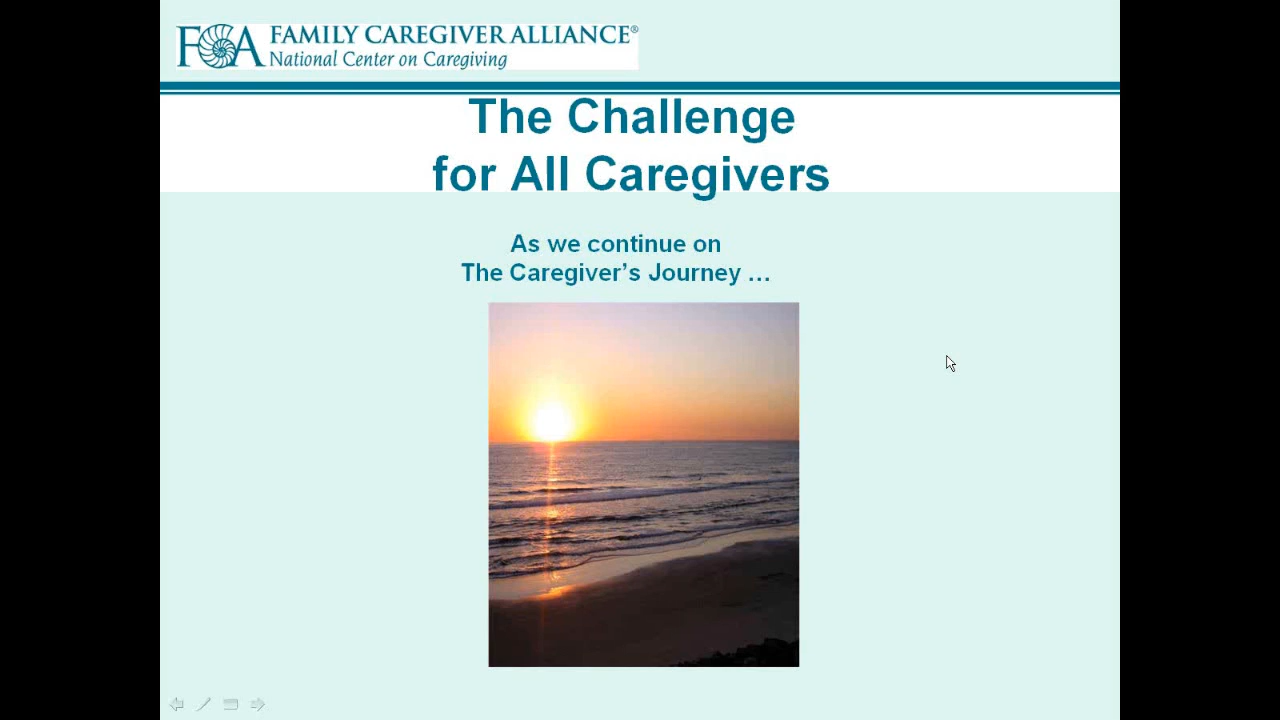 FCA FAMILY CAREGIVER ALLIANCE®
National Center on Caregiving
The Challenge
for All Caregivers
As we continue on
The Caregiver’s Journey ...